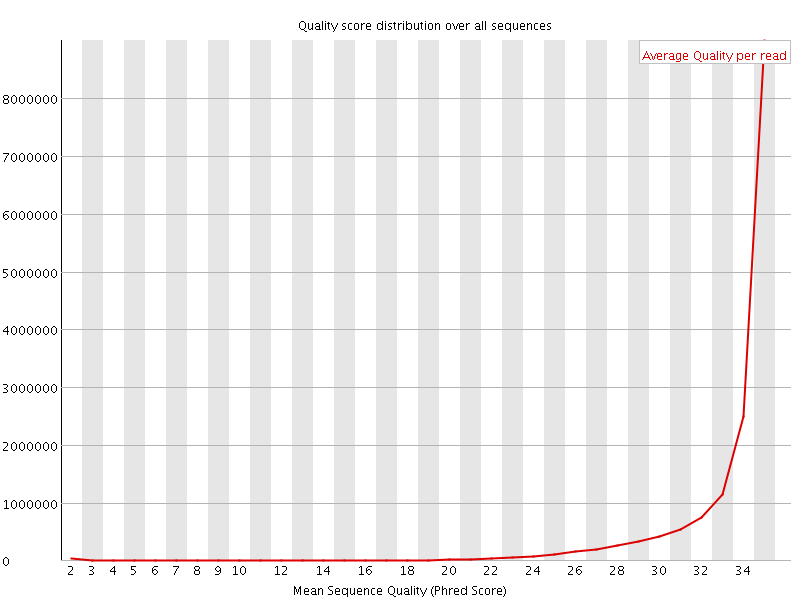 Quality score distribution over all sequences
Average Quality per read
8000000
7000000
6000000
5000000
4000000
3000000
2000000
1000000
0
2 3 4 5 6 7 8 9 10 12 14 16 18 20 22 24 26 28 30 32 34
Mean Sequence Quality (Phred Score)